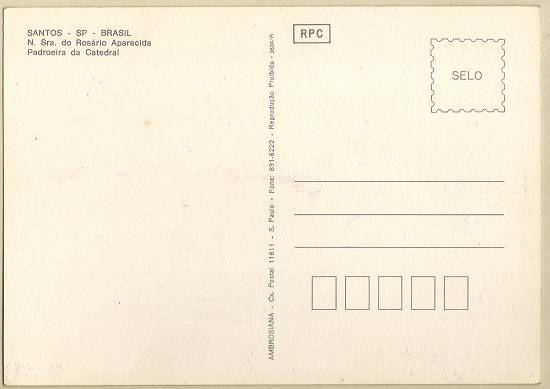 SANTOS - SP - BRASIL
N. Sra. do Rosário Aparecida
Padroeira da Catedral
AMBROSIANA - Cx. Postal 11611 - S. Paulo - Fone: 831-6222 - Reprodução Proibida - 3634/R
RPC
SELO